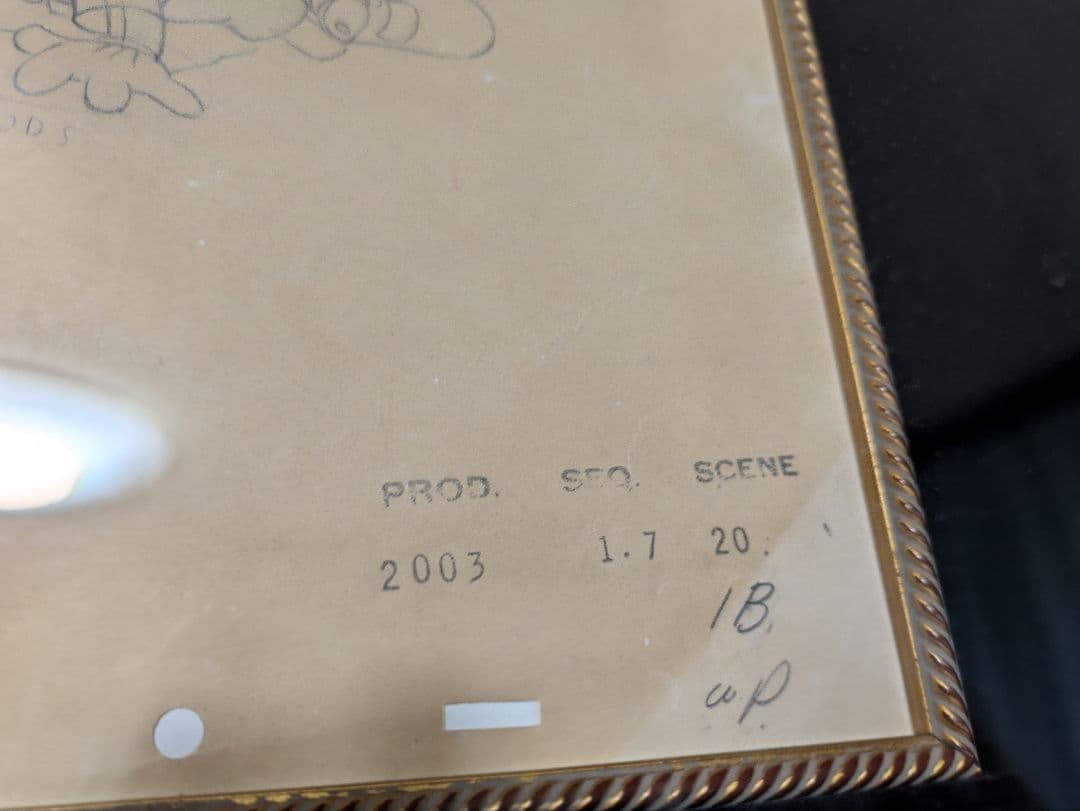 PROD. SEQ. SCENE
2003 1.7 20.
1B.